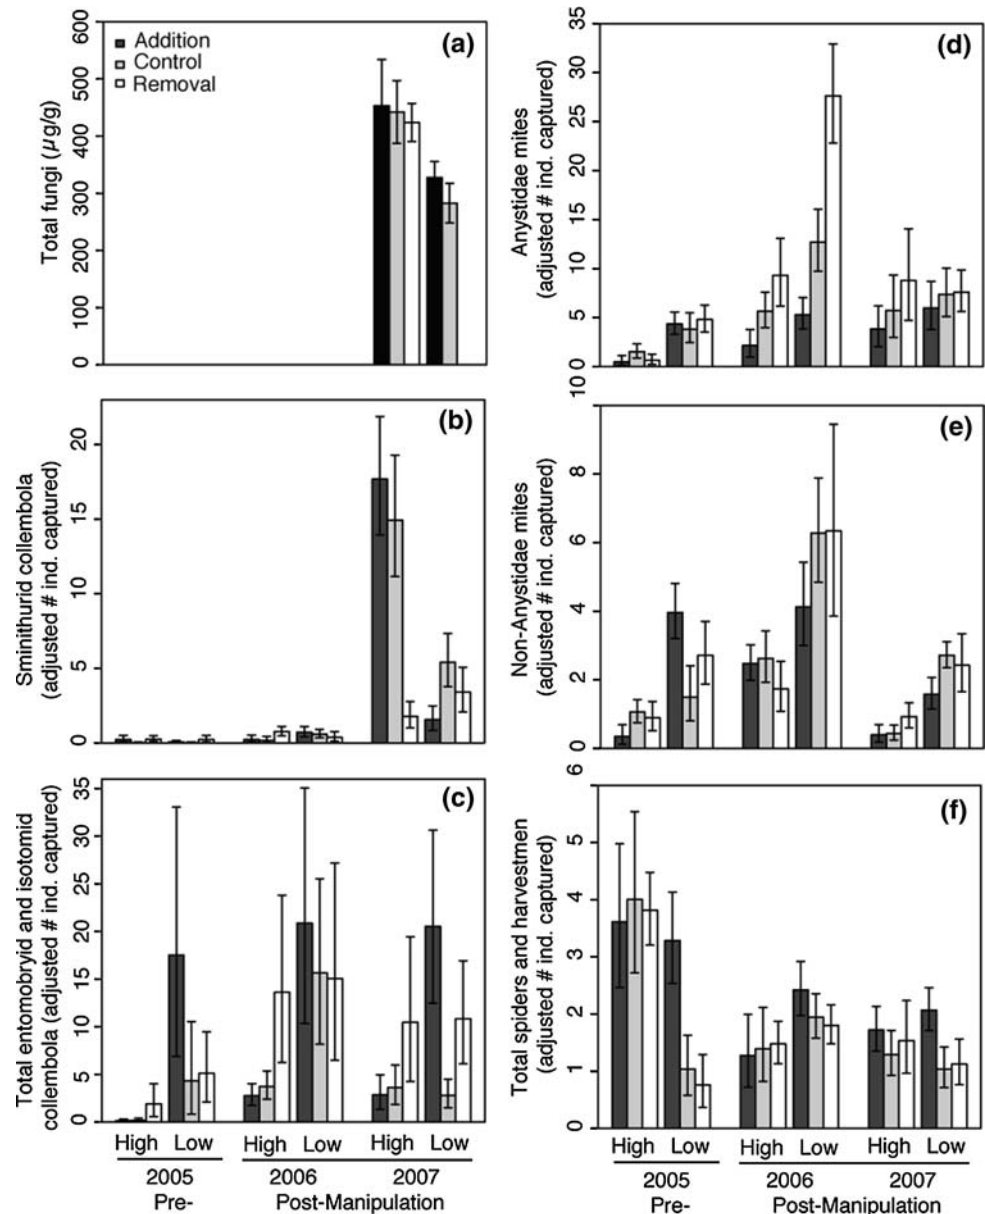 (a)
Addition
Control
Removal
Total fungi (µg/g)
0 100 200 300 400 500 600
(d)
Anystidae mites
(adjusted # ind. captured)
0 5 10 15 20 25 30 35
(b)
Sminithurid collembola
(adjusted # ind. captured)
0 5 10 15 20
(e)
Non-Anystidae mites
(adjusted # ind. captured)
0 2 4 6 8 10
(c)
Total entomobryid and isotomid
collembola (adjusted # ind. captured)
0 5 10 15 20 25 30 35
(f)
Total spiders and harvestmen
(adjusted # ind. captured)
0 1 2 3 4 5 6
High Low High Low High Low
2005 2006 2007
Pre- Post-Manipulation
High Low High Low High Low
2005 2006 2007
Pre- Post-Manipulation